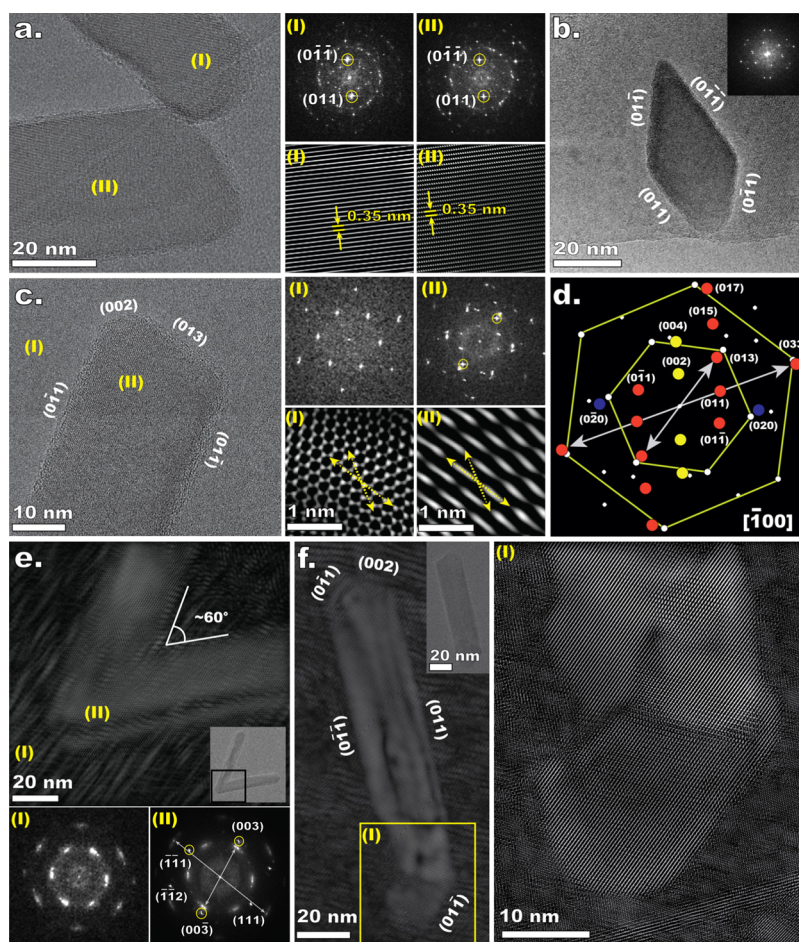 a.
(I)
(II)
20 nm
(I)
(01̄1̄)
(011)
(II)
(01̄1̄)
(011)
(I)
0.35 nm
(II)
0.35 nm
b.
(011̄)
(01̄1̄)
(011)
(01̄1)
20 nm
c.
(002)
(013)
(I)
(II)
(01̄1)
(011̄)
10 nm
(I)
(II)
(I)
1 nm
(II)
1 nm
d.
(017)
(015)
(004)
(033)
(002)
(013)
(01̄1)
(011)
(02̄0)
(020)
(011̄)
[1̄00]
e.
~60°
(II)
(I)
20 nm
(I)
(II)
(003)
(1̄1̄1)
(1̄1̄2)
(003̄)
(111)
f.
(01̄1)
(002)
20 nm
(01̄1̄)
(011)
(I)
(011̄)
20 nm
(I)
10 nm